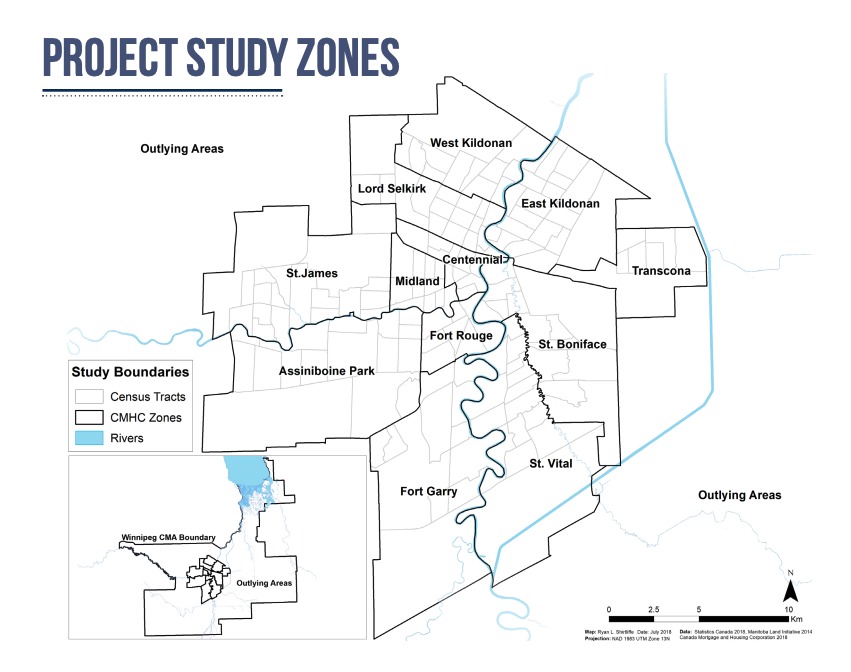 PROJECT STUDY ZONES
Outlying Areas
West Kildonan
Lord Selkirk
East Kildonan
Centennial
St.James
Midland
Transcona
Fort Rouge
St. Boniface
Assiniboine Park
Study Boundaries
Census Tracts
CMHC Zones
Rivers
St. Vital
Fort Garry
Outlying Areas
Winnipeg CMA Boundary
Outlying Areas
N
0 2.5 5 10
Km
Map: Ryan L. Shirtliffe Date: July 2018 Data: Statistics Canada 2018, Manitoba Land Initiative 2014
Projection: NAD 1983 UTM Zone 13N Canada Mortgage and Housing Corporation 2018